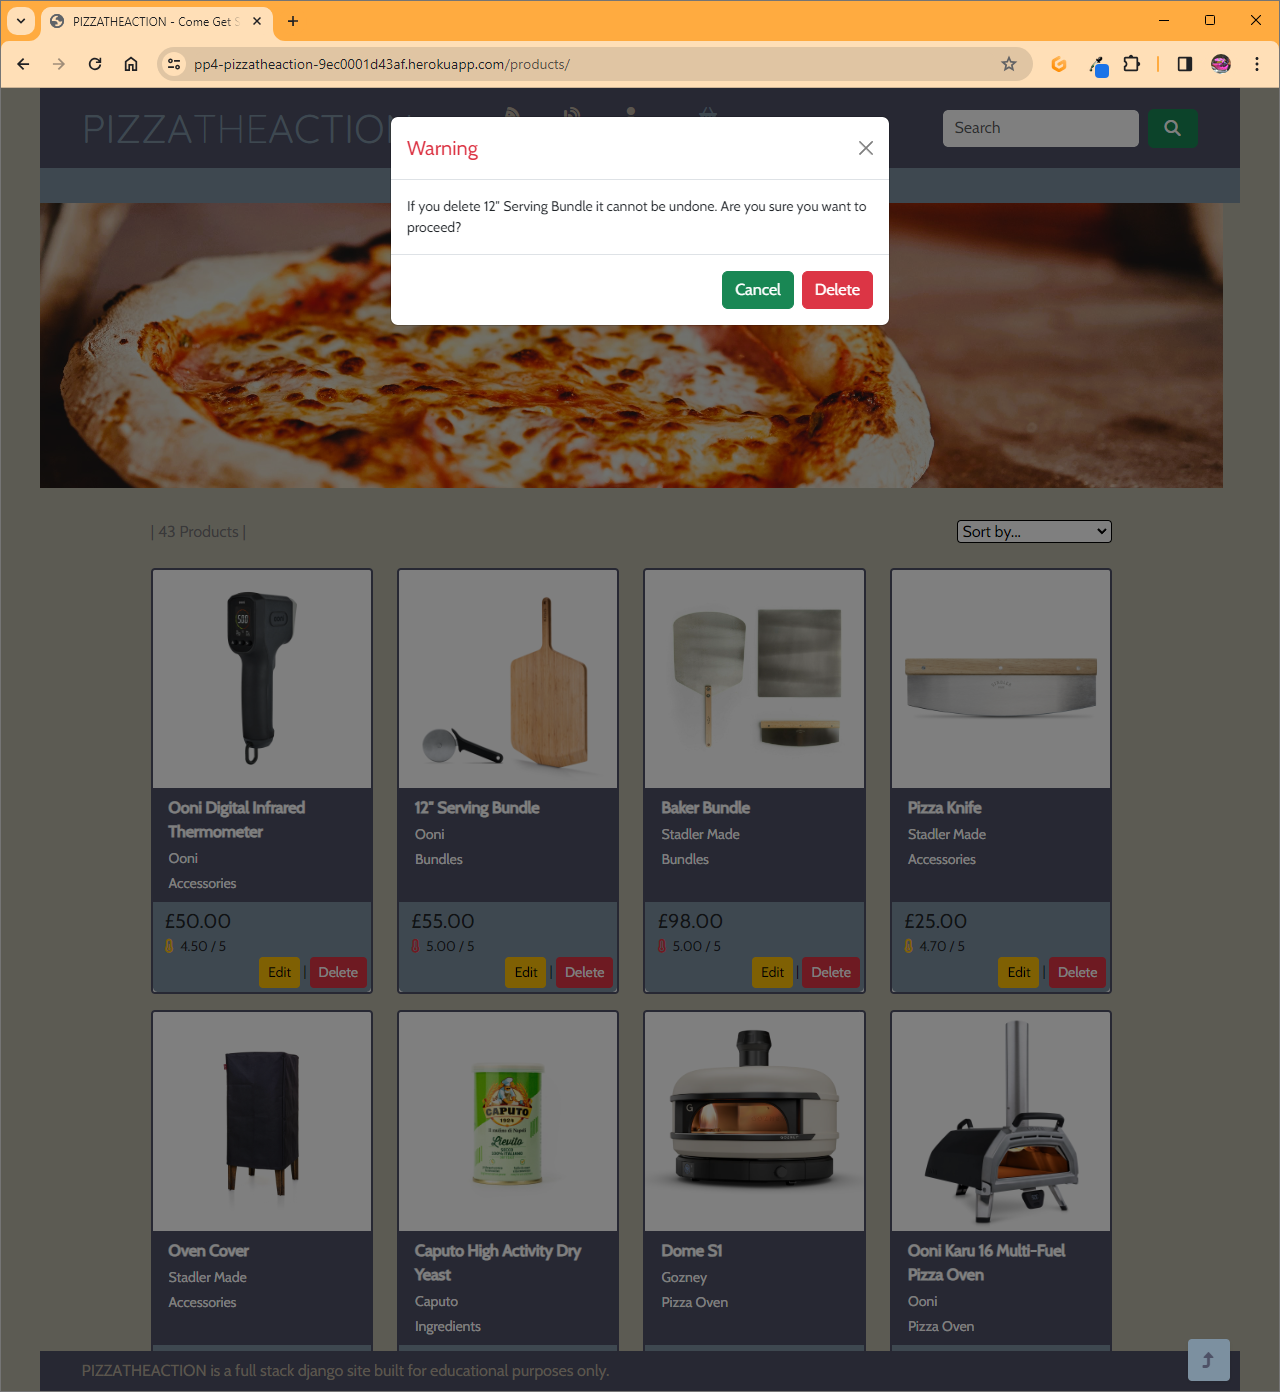 PIZZATHEACTION - Come Get S
pp4-pizzatheaction-9ec0001d43af.herokuapp.com/products/
PIZZATHEACTION
Search
Warning
If you delete 12" Serving Bundle it cannot be undone. Are you sure you want to
proceed?
Cancel Delete
| 43 Products |
Sort by...
500
Ooni Digital Infrared
Thermometer
Ooni
Accessories
£50.00
4.50 / 5
Edit | Delete
12" Serving Bundle
Ooni
Bundles
£55.00
5.00 / 5
Edit | Delete
Baker Bundle
Stadler Made
Bundles
£98.00
5.00 / 5
Edit | Delete
Pizza Knife
Stadler Made
Accessories
£25.00
4.70 / 5
Edit | Delete
Oven Cover
Stadler Made
Accessories
CAPUTO
1924
Lievito
Caputo High Activity Dry
Yeast
Caputo
Ingredients
G
GOZNEY
Dome S1
Gozney
Pizza Oven
Ooni Karu 16 Multi-Fuel
Pizza Oven
Ooni
Pizza Oven
PIZZATHEACTION is a full stack django site built for educational purposes only.